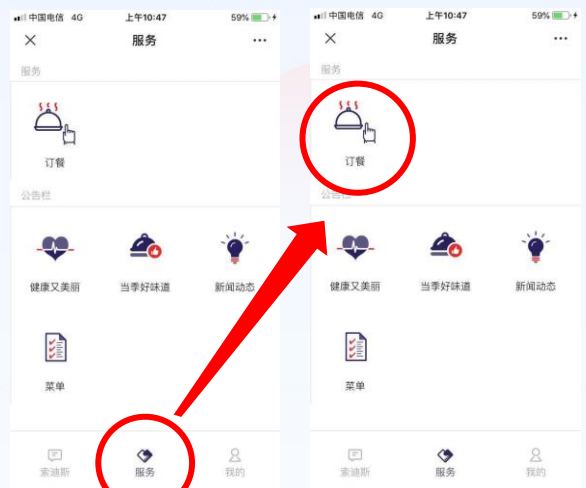 中国电信 4G 上午10:47 59%
服务
服务
订餐
公告栏
健康又美丽 当季好味道 新闻动态
菜单
索迪斯 服务 我的
中国电信 4G 上午10:47 59%
服务
服务
订餐
公告栏
健康又美丽 当季好味道 新闻动态
菜单
索迪斯 服务 我的